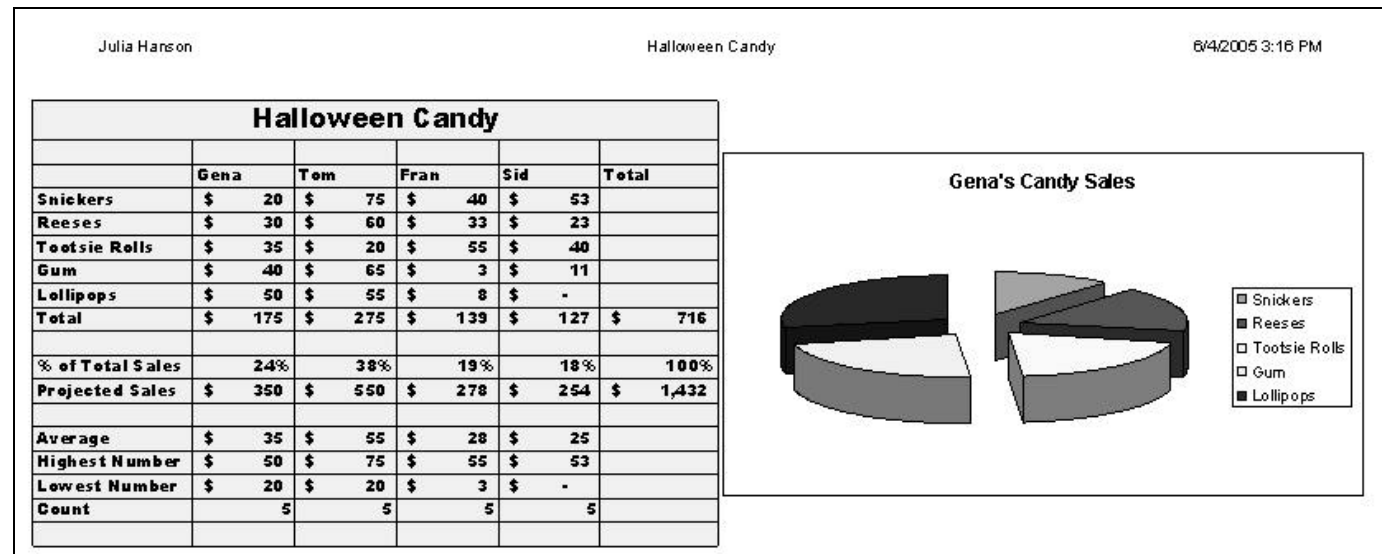 Julia Hanson Halloween Candy 6/4/2005 3:16 PM
Halloween Candy
Gena Tom Fran Sid Total
Snickers $ 20 $ 75 $ 40 $ 53
Reeses $ 30 $ 60 $ 33 $ 23
Tootsie Rolls $ 35 $ 20 $ 55 $ 40
Gum $ 40 $ 65 $ 3 $ 11
Lollipops $ 50 $ 55 $ 8 $ -
Total $ 175 $ 275 $ 139 $ 127 $ 716
% of Total Sales 24% 38% 19% 18% 100%
Projected Sales $ 350 $ 550 $ 278 $ 254 $ 1,432
Average $ 35 $ 55 $ 28 $ 25
Highest Number $ 50 $ 75 $ 55 $ 53
Lowest Number $ 20 $ 20 $ 3 $ -
Count 5 5 5 5
Gena's Candy Sales
Snickers
Reeses
Tootsie Rolls
Gum
Lollipops